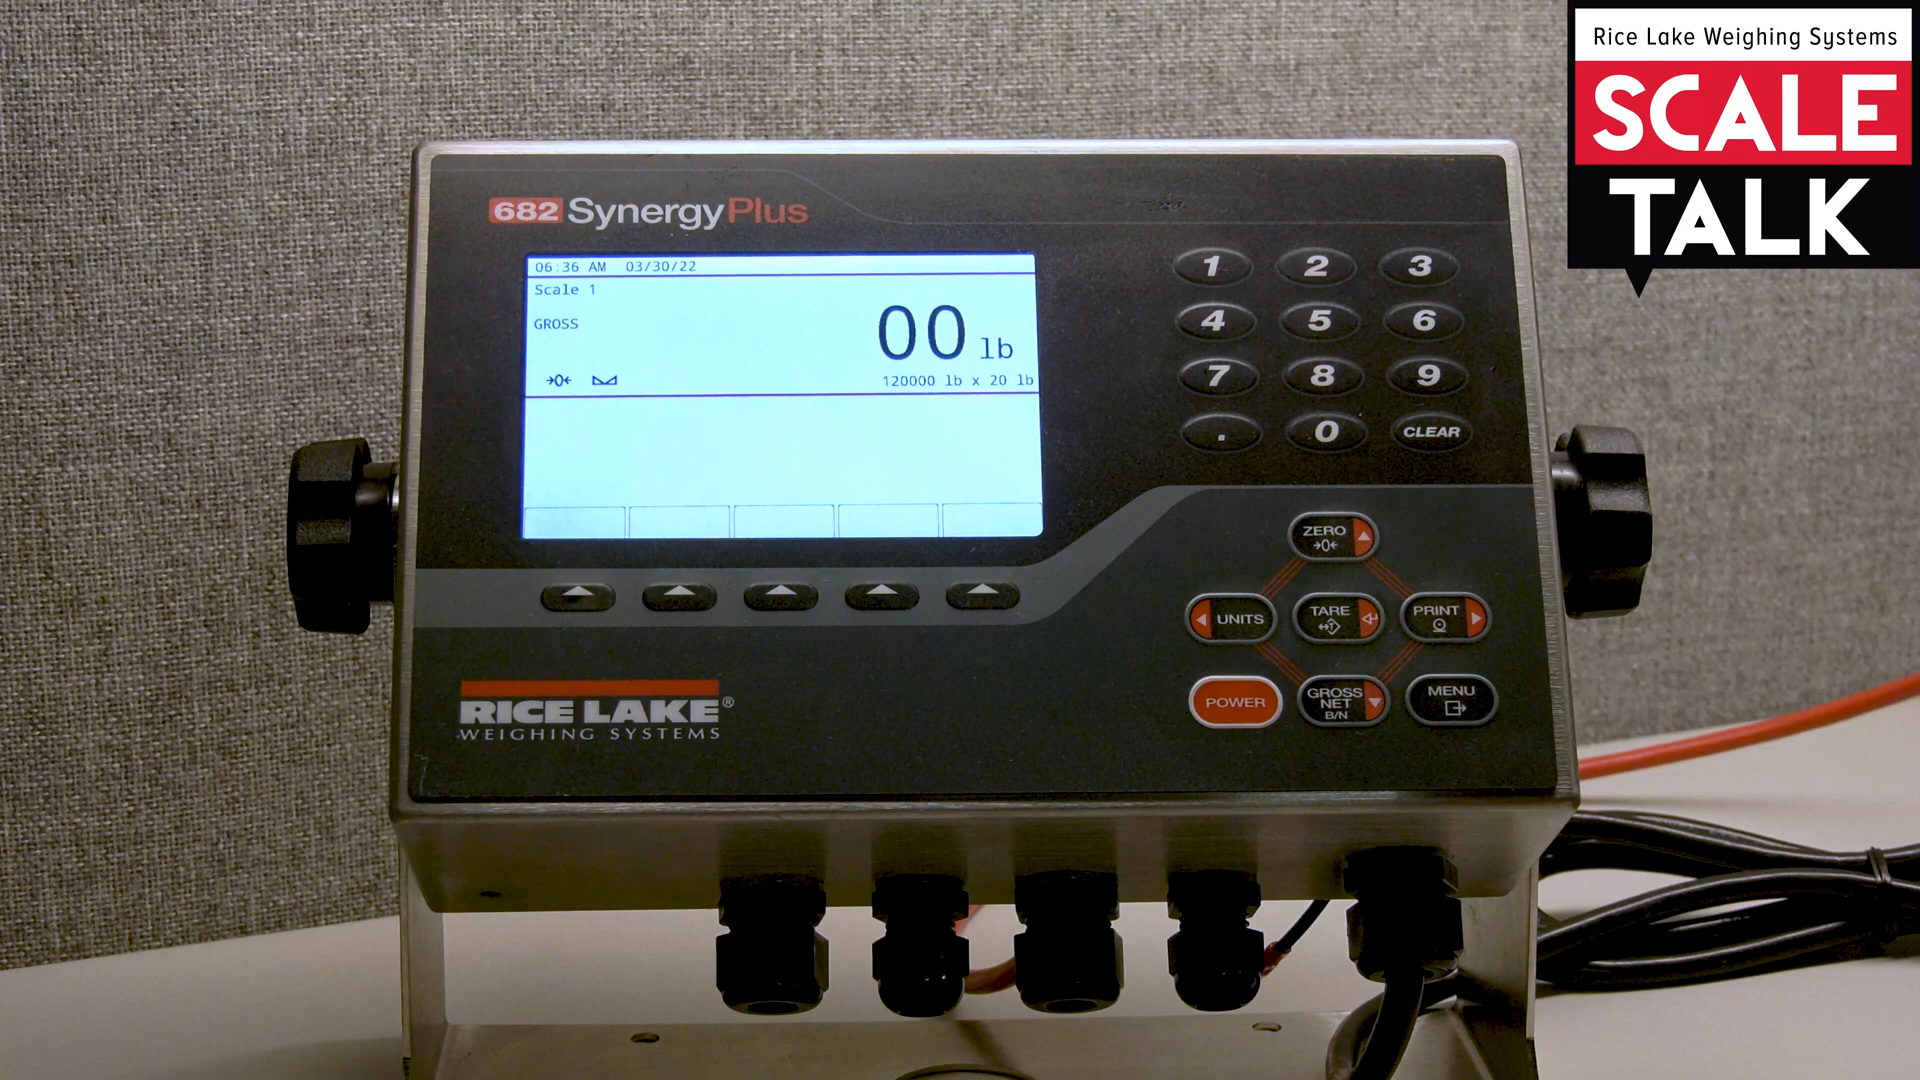 Rice Lake Weighing Systems
SCALE
TALK
682 SynergyPlus
06:36 AM 03/30/22
Scale 1
GROSS
00 lb
→0←
120000 lb x 20 lb
1 2 3
4 5 6
7 8 9
. 0 CLEAR
ZERO
→0←
UNITS
TARE
T
PRINT
POWER
GROSS
NET
B/N
MENU
RICE LAKE®
WEIGHING SYSTEMS